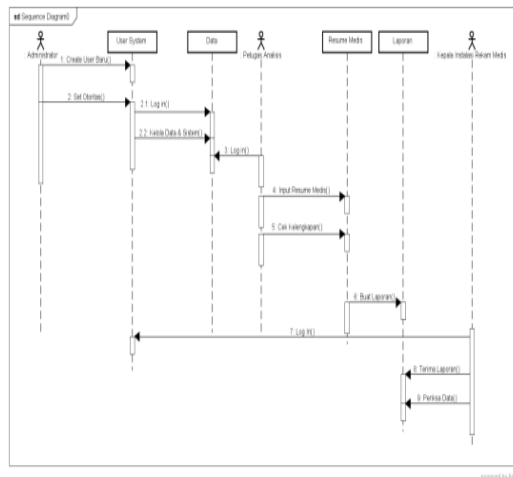 sd Sequence Diagram0
User System
Data
Resume Medis
Laporan
Administrator
Petugas Analisis
Kepala Instalasi Rekam Medis
1: Create User Baru()
2: Set Otoritas()
2.1: Log in()
2.2: Kelola Data & Sistem()
3: Log in()
4: Input Resume Medis()
5: Cek Kelengkapan()
6: Buat Laporan()
7: Log In()
8: Terima Laporan()
9: Periksa Data()